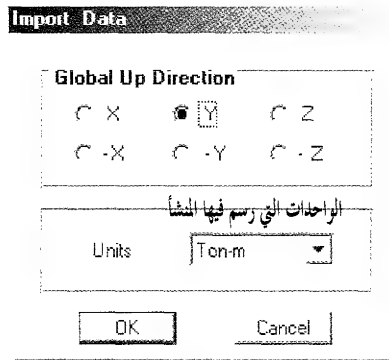 Import Data
Global Up Direction
X Y Z
-X -Y -Z
الواحدات التي رسم فيها المنشأ
Units Ton-m
OK Cancel